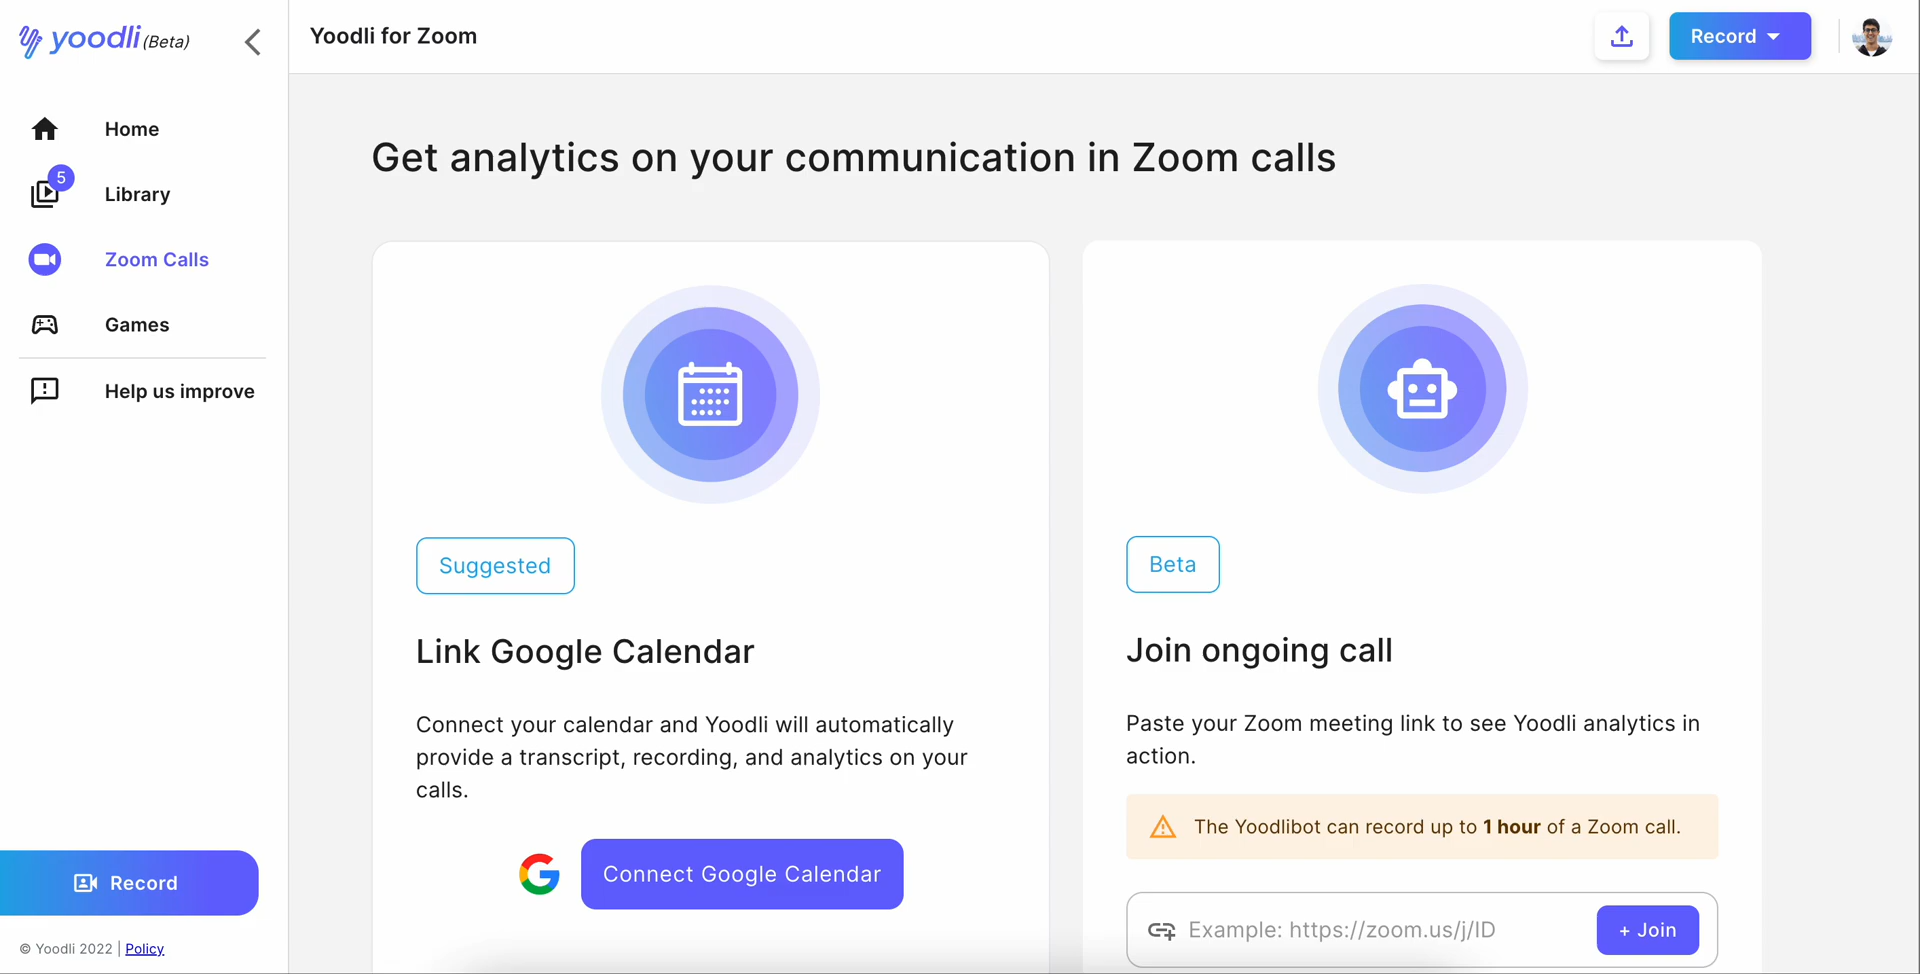 yoodli (Beta)
Yoodli for Zoom
Record
Home
5
Library
Zoom Calls
Games
Help us improve
Record
© Yoodli 2022 | Policy
Get analytics on your communication in Zoom calls
Suggested
Link Google Calendar
Connect your calendar and Yoodli will automatically
provide a transcript, recording, and analytics on your
calls.
Connect Google Calendar
Beta
Join ongoing call
Paste your Zoom meeting link to see Yoodli analytics in
action.
The Yoodlibot can record up to 1 hour of a Zoom call.
Example: https://zoom.us/j/ID
+ Join